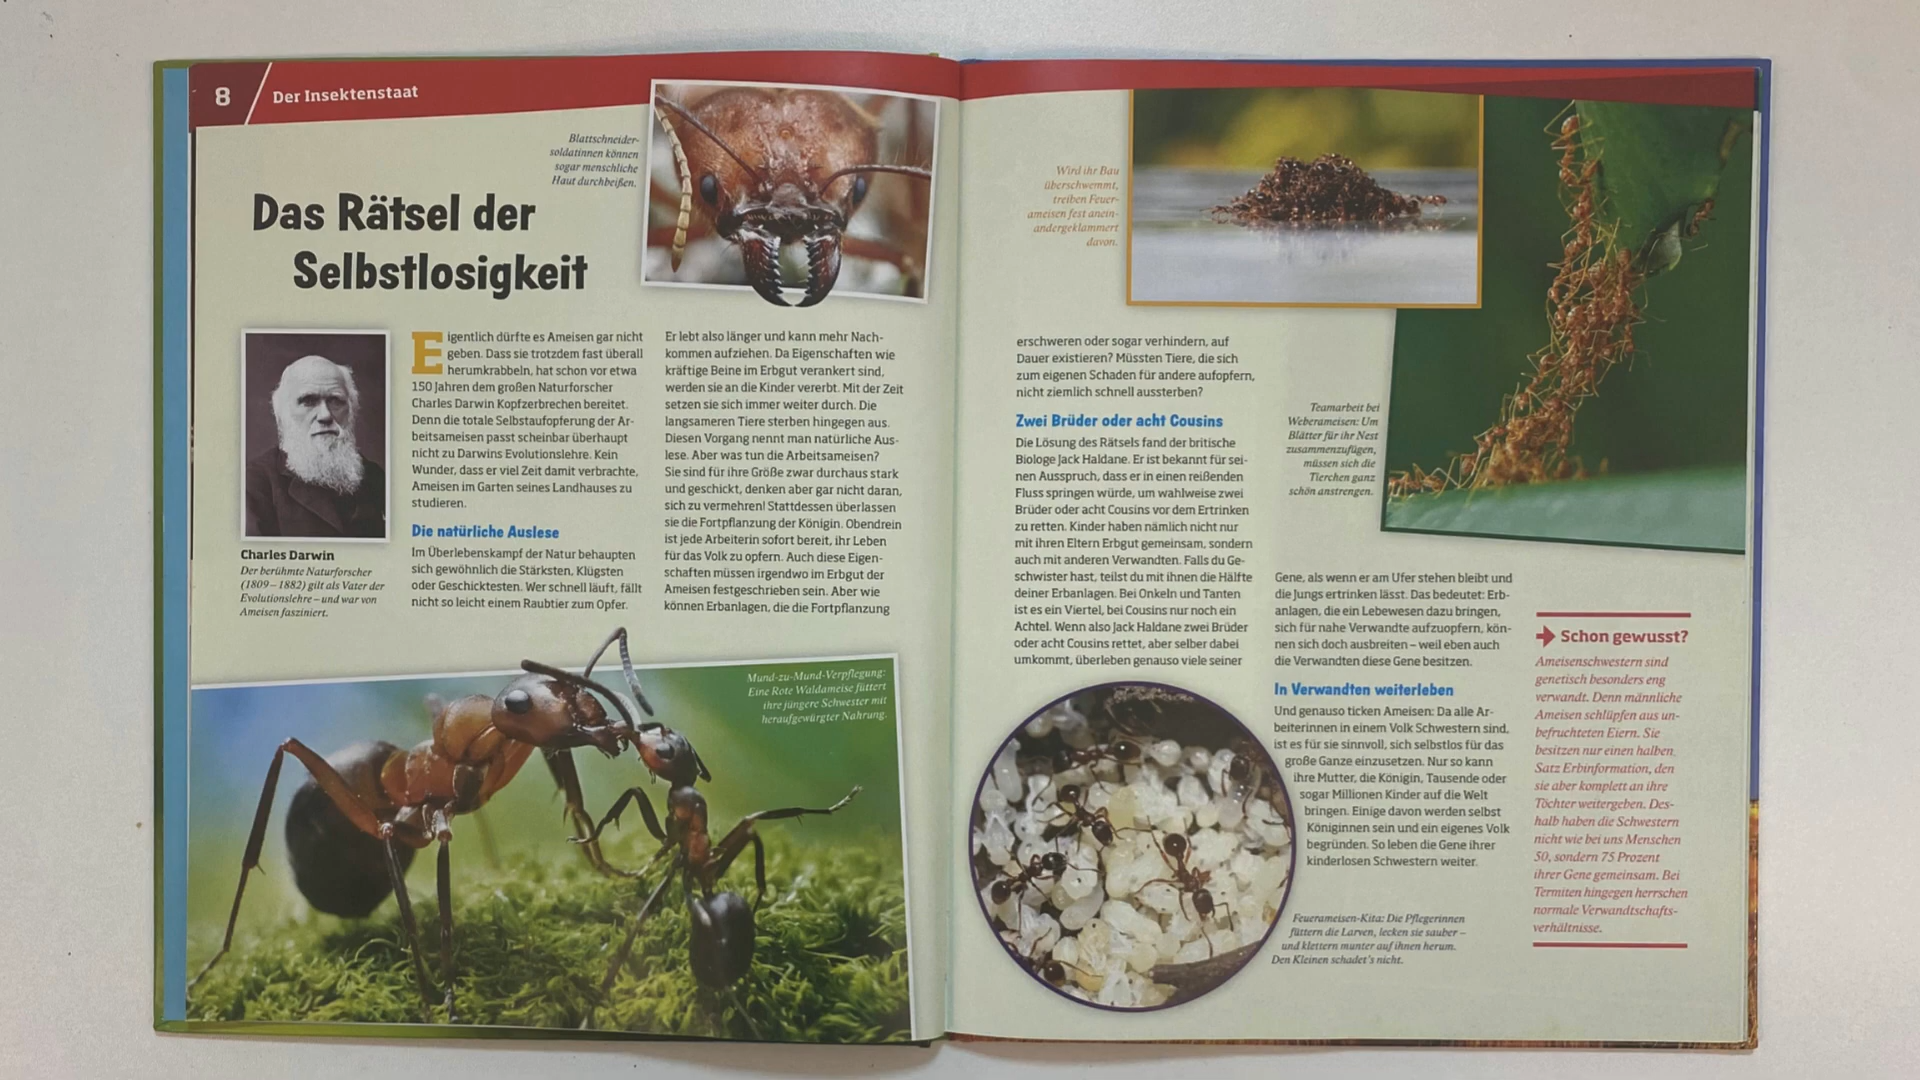 8
Der Insektenstaat
Blattschneider-
soldatinnen können
sogar menschliche
Haut durchbeißen.
Das Rätsel der
Selbstlosigkeit
Charles Darwin
Der berühmte Naturforscher
(1809–1882) gilt als Vater der
Evolutionslehre – und war von
Ameisen fasziniert.
Eigentlich dürfte es Ameisen gar nicht
geben. Dass sie trotzdem fast überall
herumkrabbeln, hat schon vor etwa
150 Jahren dem großen Naturforscher
Charles Darwin Kopfzerbrechen bereitet.
Denn die totale Selbstaufopferung der Ar-
beitsameisen passt scheinbar überhaupt
nicht zu Darwins Evolutionslehre. Kein
Wunder, dass er viel Zeit damit verbrachte,
Ameisen im Garten seines Landhauses zu
studieren.
Die natürliche Auslese
Im Überlebenskampf der Natur behaupten
sich gewöhnlich die Stärksten, Klügsten
oder Geschicktesten. Wer schnell läuft, fällt
nicht so leicht einem Raubtier zum Opfer.
Er lebt also länger und kann mehr Nach-
kommen aufziehen. Da Eigenschaften wie
kräftige Beine im Erbgut verankert sind,
werden sie an die Kinder vererbt. Mit der Zeit
setzen sie sich immer weiter durch. Die
langsameren Tiere sterben hingegen aus.
Diesen Vorgang nennt man natürliche Aus-
lese. Aber was tun die Arbeitsameisen?
Sie sind für ihre Größe zwar durchaus stark
und geschickt, denken aber gar nicht daran,
sich zu vermehren! Stattdessen überlassen
sie die Fortpflanzung der Königin. Obendrein
ist jede Arbeiterin sofort bereit, ihr Leben
für das Volk zu opfern. Auch diese Eigen-
schaften müssen irgendwo im Erbgut der
Ameisen festgeschrieben sein. Aber wie
können Erbanlagen, die die Fortpflanzung
Mund-zu-Mund-Verpflegung:
Eine Rote Waldameise füttert
ihre jüngere Schwester mit
heraufgewürgter Nahrung.
Wird ihr Bau
überschwemmt,
treiben Feuer-
ameisen fest anein-
andergeklammert
davon.
erschweren oder sogar verhindern, auf
Dauer existieren? Müssten Tiere, die sich
zum eigenen Schaden für andere aufopfern,
nicht ziemlich schnell aussterben?
Zwei Brüder oder acht Cousins
Die Lösung des Rätsels fand der britische
Biologe Jack Haldane. Er ist bekannt für sei-
nen Ausspruch, dass er in einen reißenden
Fluss springen würde, um wahlweise zwei
Brüder oder acht Cousins vor dem Ertrinken
zu retten. Kinder haben nämlich nicht nur
mit ihren Eltern Erbgut gemeinsam, sondern
auch mit anderen Verwandten. Falls du Ge-
schwister hast, teilst du mit ihnen die Hälfte
deiner Erbanlagen. Bei Onkeln und Tanten
ist es ein Viertel, bei Cousins nur noch ein
Achtel. Wenn also Jack Haldane zwei Brüder
oder acht Cousins rettet, aber selber dabei
umkommt, überleben genauso viele seiner
Teamarbeit bei
Weberameisen: Um
Blätter für ihr Nest
zusammenzufügen,
müssen sich die
Tierchen ganz
schön anstrengen.
Gene, als wenn er am Ufer stehen bleibt und
die Jungs ertrinken lässt. Das bedeutet: Erb-
anlagen, die ein Lebewesen dazu bringen,
sich für nahe Verwandte aufzuopfern, kön-
nen sich doch ausbreiten – weil eben auch
die Verwandten diese Gene besitzen.
In Verwandten weiterleben
Und genauso ticken Ameisen: Da alle Ar-
beiterinnen in einem Volk Schwestern sind,
ist es für sie sinnvoll, sich selbstlos für das
große Ganze einzusetzen. Nur so kann
ihre Mutter, die Königin, Tausende oder
sogar Millionen Kinder auf die Welt
bringen. Einige davon werden selbst
Königinnen sein und ein eigenes Volk
begründen. So leben die Gene ihrer
kinderlosen Schwestern weiter.
Feuerameisen-Kita: Die Pflegerinnen
füttern die Larven, lecken sie sauber –
und klettern munter auf ihnen herum.
Den Kleinen schadet's nicht.
Schon gewusst?
Ameisenschwestern sind
genetisch besonders eng
verwandt. Denn männliche
Ameisen schlüpfen aus un-
befruchteten Eiern. Sie
besitzen nur einen halben
Satz Erbinformation, den
sie aber komplett an ihre
Töchter weitergeben. Des-
halb haben die Schwestern
nicht wie bei uns Menschen
50, sondern 75 Prozent
ihrer Gene gemeinsam. Bei
Termiten hingegen herrschen
normale Verwandtschafts-
verhältnisse.